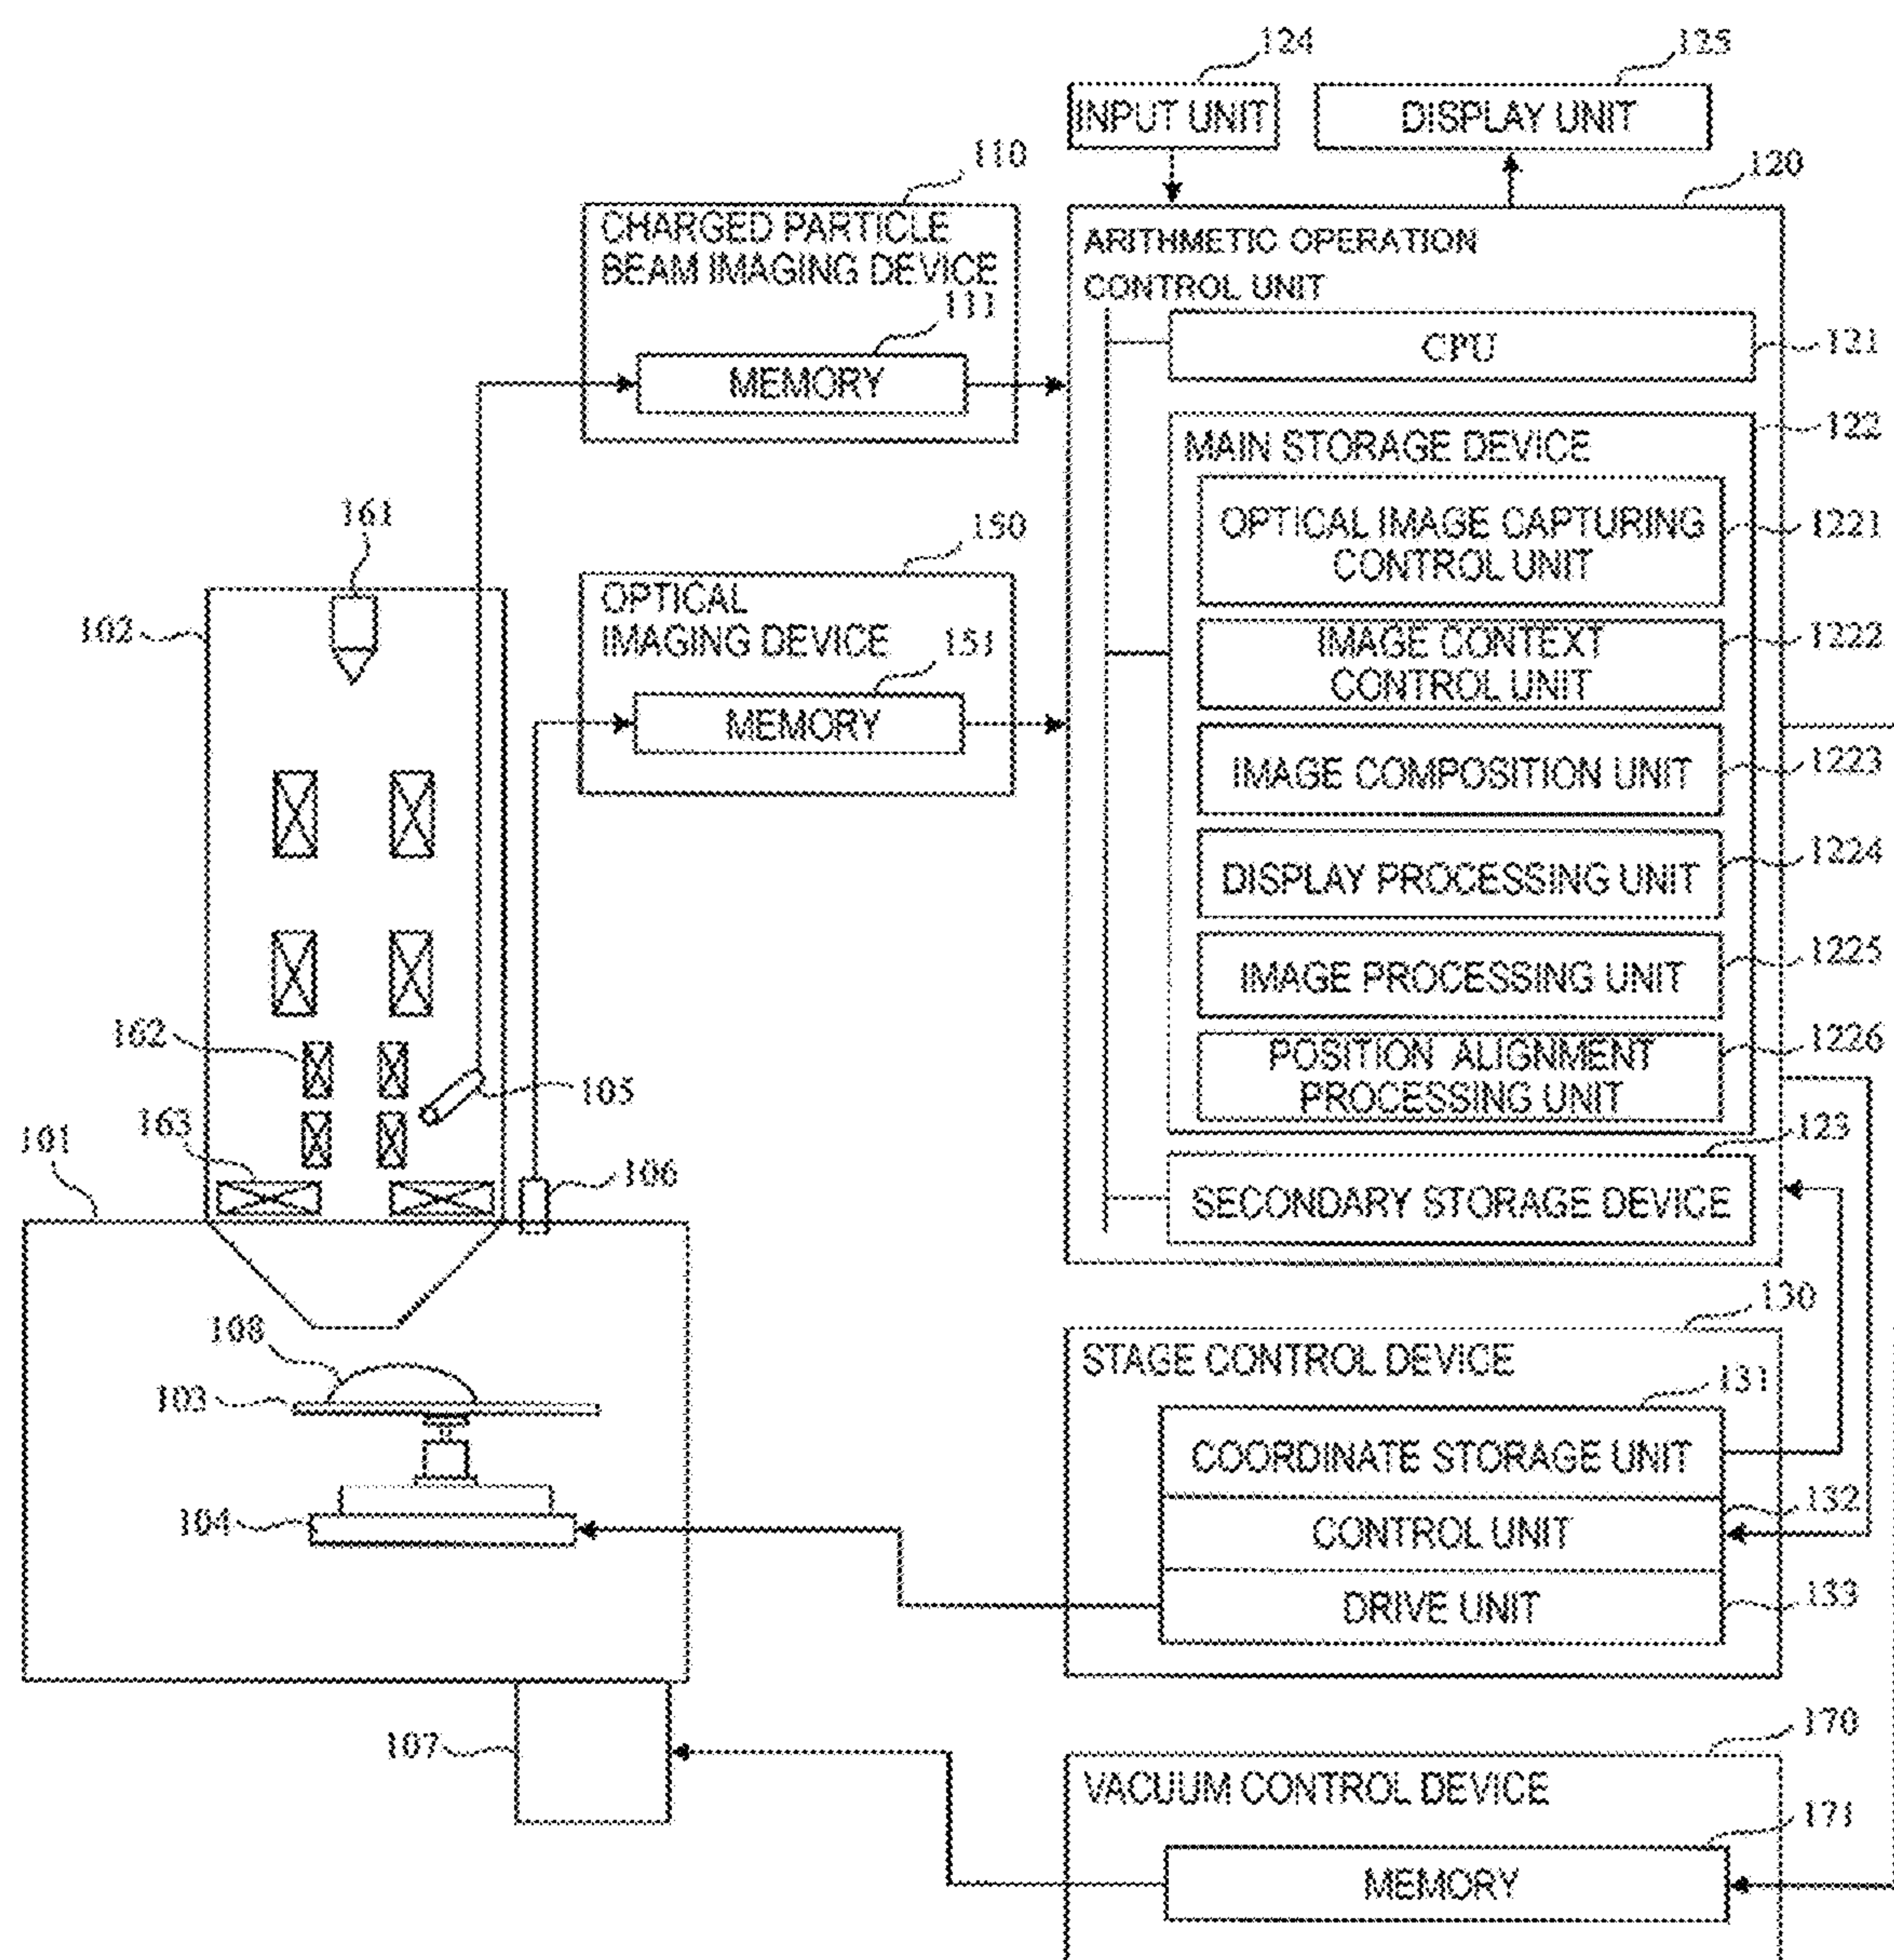 124
125
INPUT UNIT
DISPLAY UNIT
110
120
CHARGED PARTICLE
BEAM IMAGING DEVICE
111
MEMORY
ARITHMETIC OPERATION
CONTROL UNIT
CPU
121
MAIN STORAGE DEVICE
122
OPTICAL IMAGE CAPTURING
CONTROL UNIT
1221
IMAGE CONTEXT
CONTROL UNIT
1222
IMAGE COMPOSITION UNIT
1223
DISPLAY PROCESSING UNIT
1224
IMAGE PROCESSING UNIT
1225
POSITION ALIGNMENT
PROCESSING UNIT
1226
123
SECONDARY STORAGE DEVICE
150
OPTICAL
IMAGING DEVICE
151
MEMORY
161
102
162
105
163
101
106
108
103
104
107
130
STAGE CONTROL DEVICE
131
COORDINATE STORAGE UNIT
132
CONTROL UNIT
DRIVE UNIT
133
170
VACUUM CONTROL DEVICE
171
MEMORY